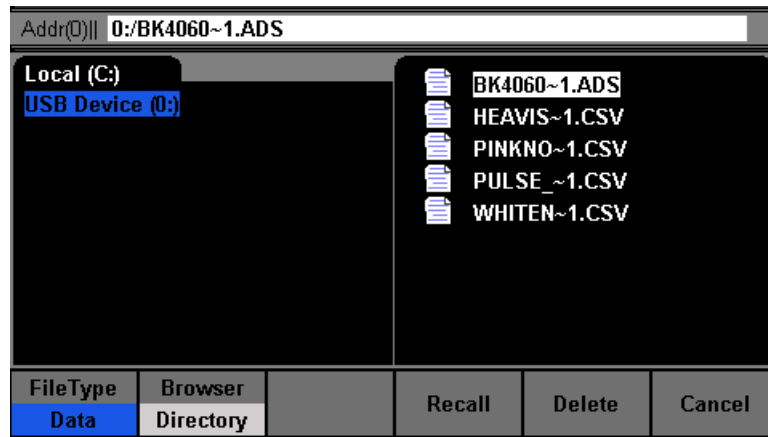 Addr(0)|| 0:/BK4060~1.ADS
Local (C:)
USB Device (0:)
BK4060~1.ADS
HEAVIS~1.CSV
PINKNO~1.CSV
PULSE_~1.CSV
WHITEN~1.CSV
FileType Browser
Data Directory
Recall Delete Cancel